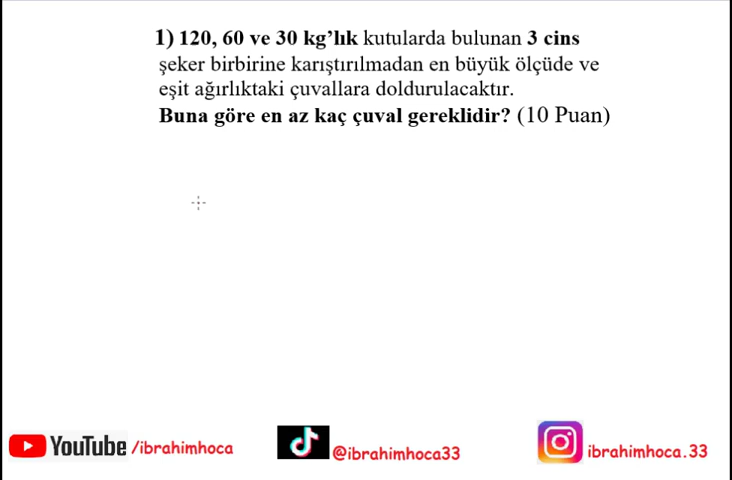 1) 120, 60 ve 30 kg’lık kutularda bulunan 3 cins
şeker birbirine karıştırılmadan en büyük ölçüde ve
eşit ağırlıktaki çuvallara doldurulacaktır.
Buna göre en az kaç çuval gereklidir? (10 Puan)
YouTube /ibrahimhoca
@ibrahimhoca33
ibrahimhoca.33